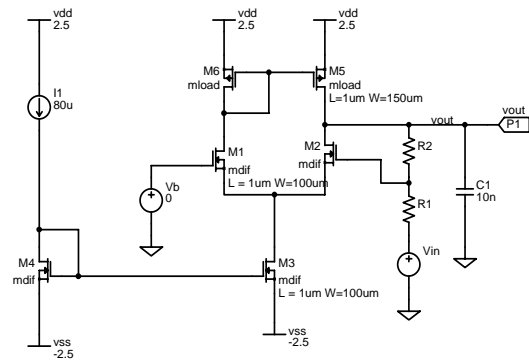 vdd
2.5
vdd
2.5
vdd
2.5
I1
80u
M6
mload
M5
mload
L=1um W=150um
vout
vout
P1
M1
mdif
L = 1um W=100um
M2
mdif
R2
R1
C1
10n
Vb
0
Vin
M4
mdif
M3
mdif
L = 1um W=100um
vss
-2.5
vss
-2.5